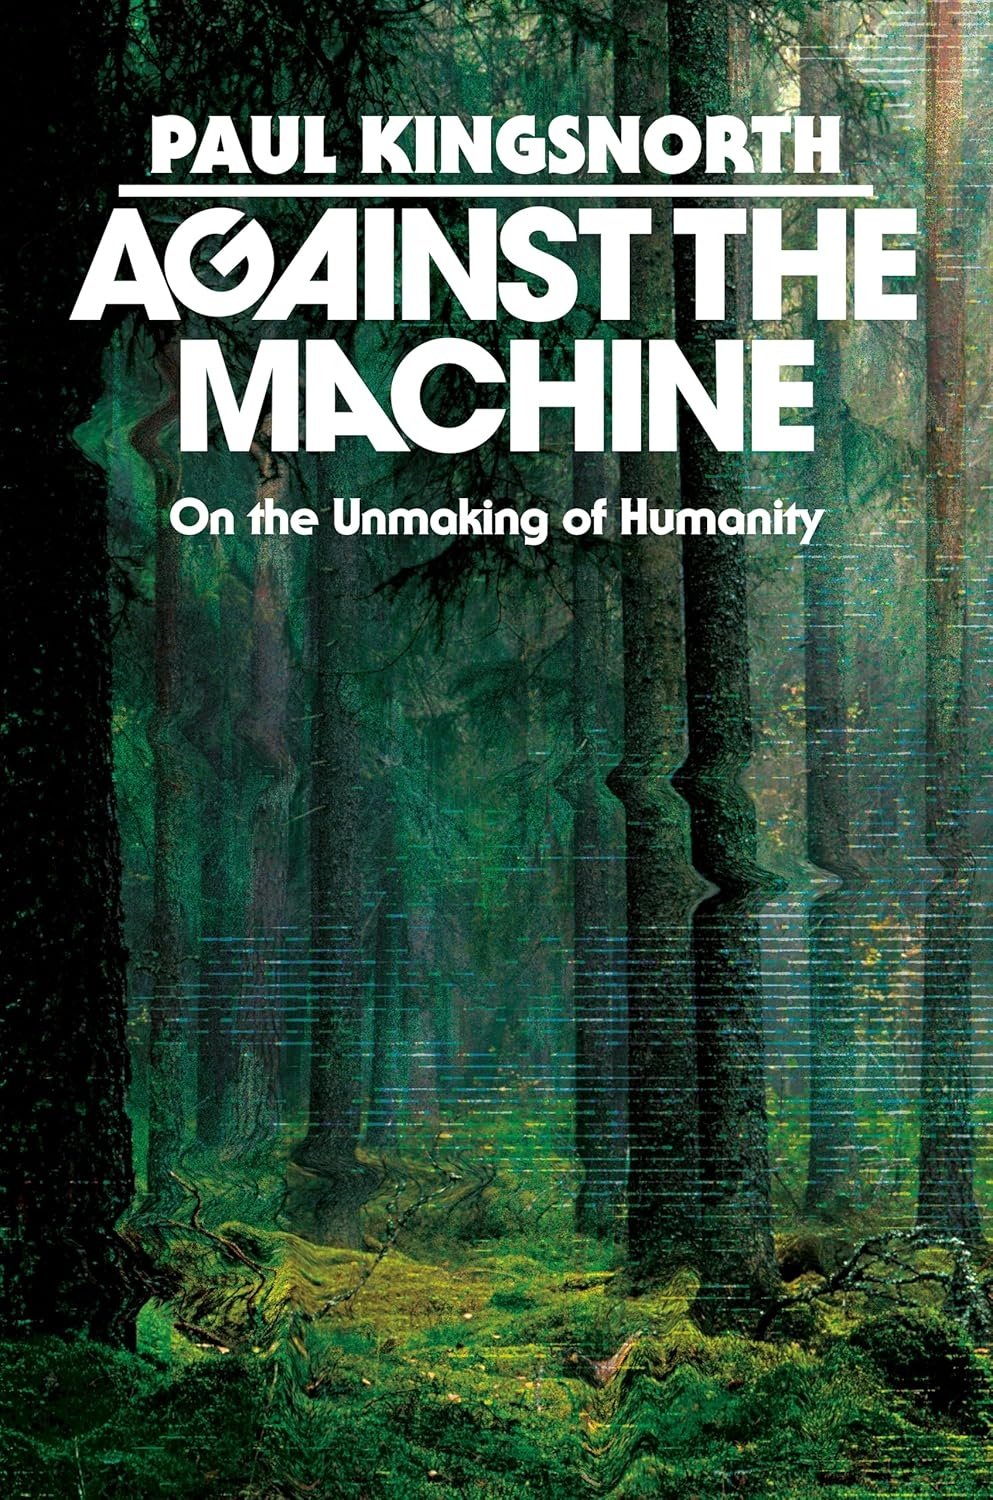 PAUL KINGSNORTH
AGAINST THE
MACHINE
On the Unmaking of Humanity